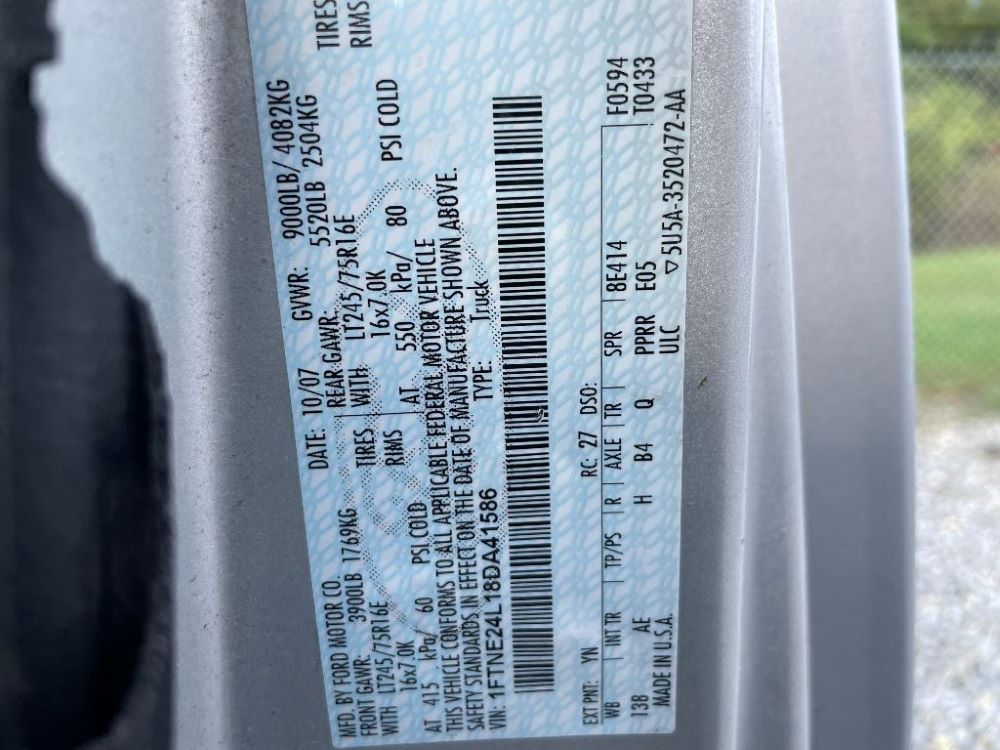 MFD. BY FORD MOTOR CO. DATE: 10/07 GVWR: 9000LB/ 4082KG
FRONT GAWR: 3900LB 1769KG REAR GAWR: 5520LB 2504KG
WITH LT245/75R16E TIRES WITH LT245/75R16E TIRES
16x7.0K RIMS 16x7.0K RIMS
AT 415 kPa/ 60 PSI COLD AT 550 kPa/ 80 PSI COLD
THIS VEHICLE CONFORMS TO ALL APPLICABLE FEDERAL MOTOR VEHICLE
SAFETY STANDARDS IN EFFECT ON THE DATE OF MANUFACTURE SHOWN ABOVE.
VIN: 1FTNE24L18DA41586 TYPE: Truck
F0594
T0433
EXT PNT: YN RC: 27 DSO:
WB | INT TR | TP/PS | R | AXLE | TR | SPR | 8E414
138 AE H B4 Q PPRR E05
MADE IN U.S.A. ULC ▽5U5A-3520472-AA